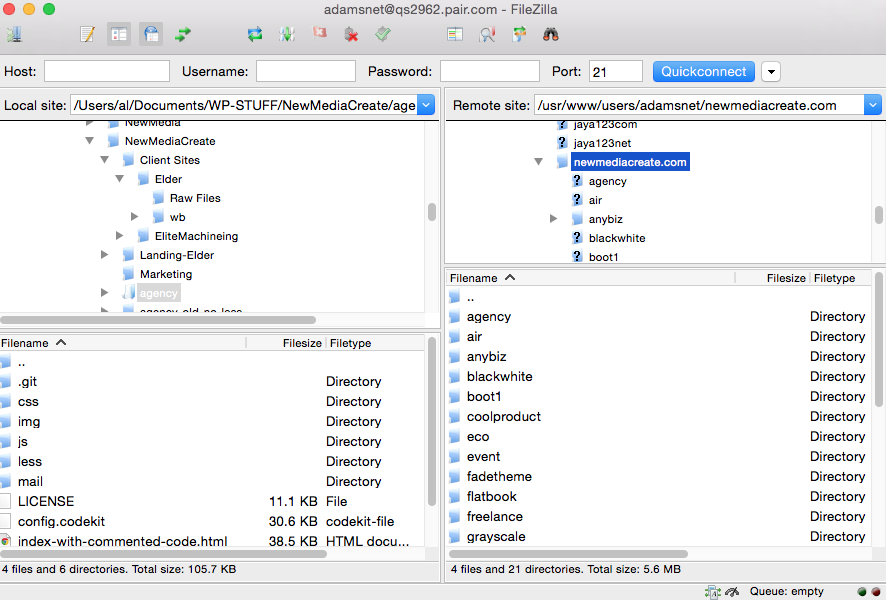 adamsnet@qs2962.pair.com - FileZilla
Host: Username: Password: Port: 21 Quickconnect
Local site: /Users/al/Documents/WP-STUFF/NewMediaCreate/age
NewMedia
NewMediaCreate
Client Sites
Elder
Raw Files
wb
EliteMachineing
Landing-Elder
Marketing
agency
agency-old-no-less
Filename Filesize Filetype
..
.git Directory
css Directory
img Directory
js Directory
less Directory
mail Directory
LICENSE 11.1 KB File
config.codekit 30.6 KB codekit-file
index-with-commented-code.html 38.5 KB HTML docu...
4 files and 6 directories. Total size: 105.7 KB
Remote site: /usr/www/users/adamsnet/newmediacreate.com
? jaya123com
? jaya123net
newmediacreate.com
? agency
? air
anybiz
? blackwhite
? boot1
Filename Filesize Filetype
..
agency Directory
air Directory
anybiz Directory
blackwhite Directory
boot1 Directory
coolproduct Directory
eco Directory
event Directory
fadetheme Directory
flatbook Directory
freelance Directory
grayscale Directory
4 files and 21 directories. Total size: 5.6 MB
Queue: empty